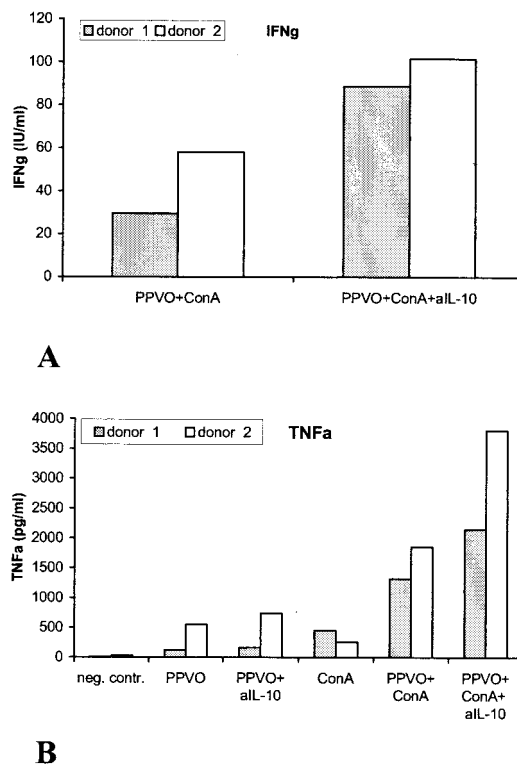 IFNg
donor 1 donor 2
120
100
80
60
40
20
0
IFNg (IU/ml)
PPVO+ConA PPVO+ConA+aIL-10
A
donor 1 donor 2 TNFa
4000
3500
3000
2500
2000
1500
1000
500
0
TNFa (pg/ml)
neg. contr. PPVO PPVO+ ConA PPVO+ PPVO+
aIL-10 ConA ConA+
aIL-10
B